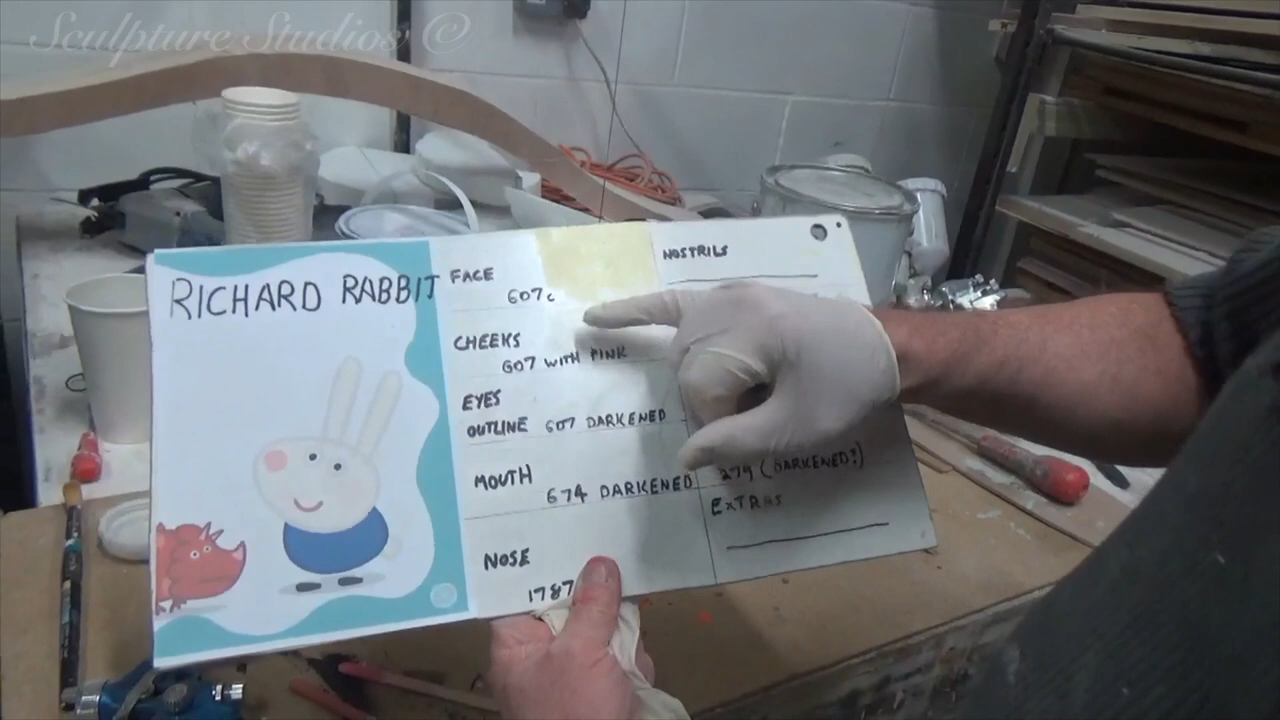 Sculpture Studios ©
RICHARD RABBIT
FACE
607c
CHEEKS
607 WITH PINK
EYES
OUTLINE 607 DARKENED
MOUTH
674 DARKENED
NOSE
1787
NOSTRILS
279 (DARKENED?)
EXTRAS